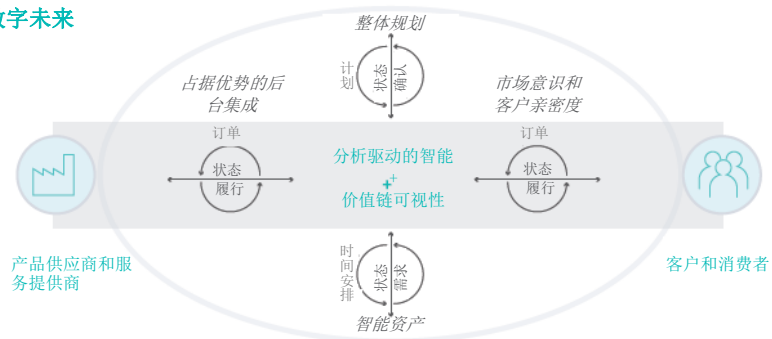 数字未来
整体规划
计划
状态
确认
占据优势的后
台集成
市场意识和
客户亲密度
订单
状态
履行
分析驱动的智能
+
+
价值链可视性
订单
状态
履行
产品供应商和服
务提供商
时间安排
状态
需求
客户和消费者
智能资产